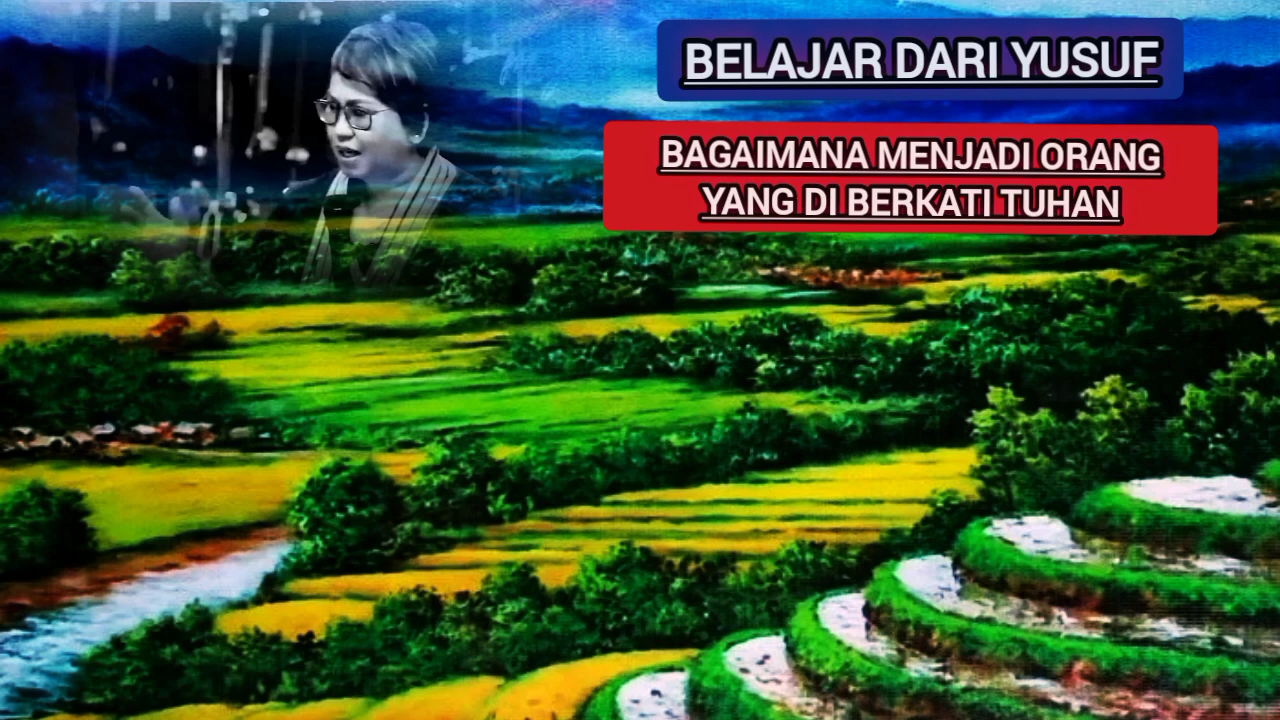 BELAJAR DARI YUSUF
BAGAIMANA MENJADI ORANG
YANG DI BERKATI TUHAN